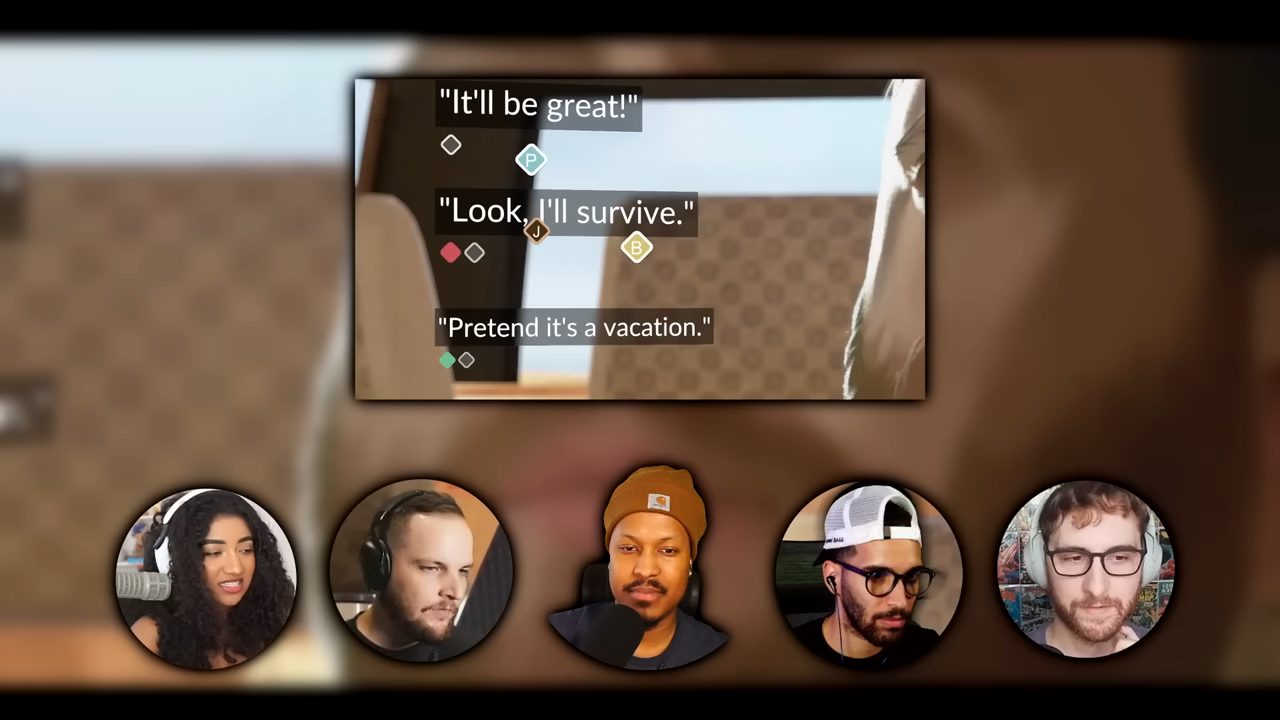 "It'll be great!"
P
"Look, I'll survive."
J
B
"Pretend it's a vacation."